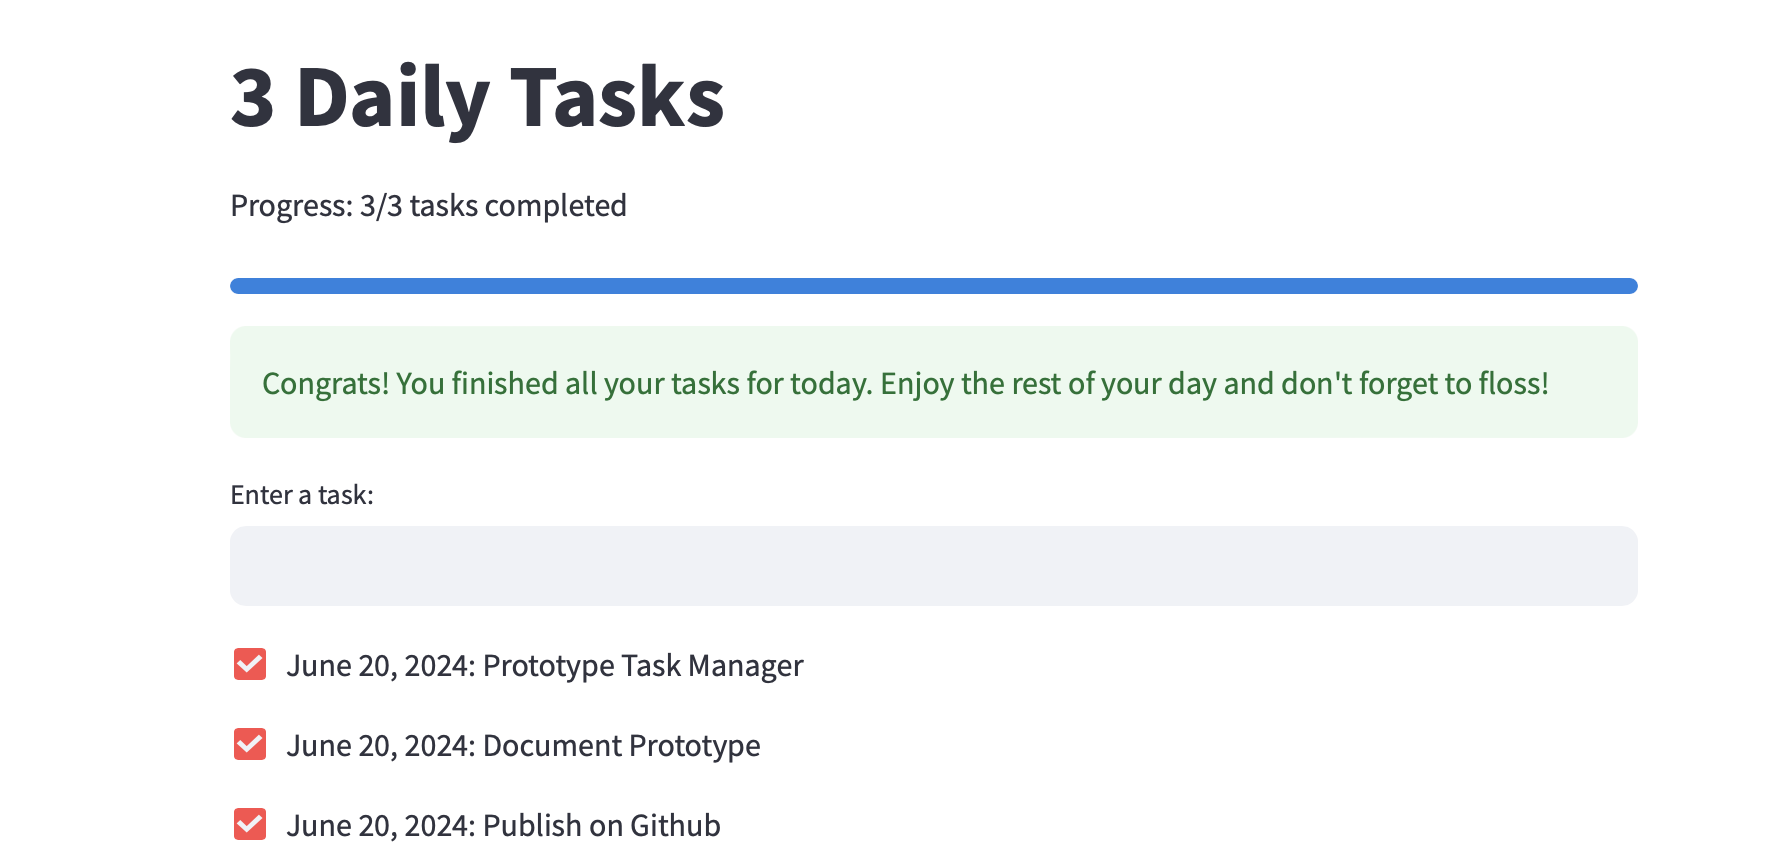 3 Daily Tasks
Progress: 3/3 tasks completed
Congrats! You finished all your tasks for today. Enjoy the rest of your day and don't forget to floss!
Enter a task:
June 20, 2024: Prototype Task Manager
June 20, 2024: Document Prototype
June 20, 2024: Publish on Github